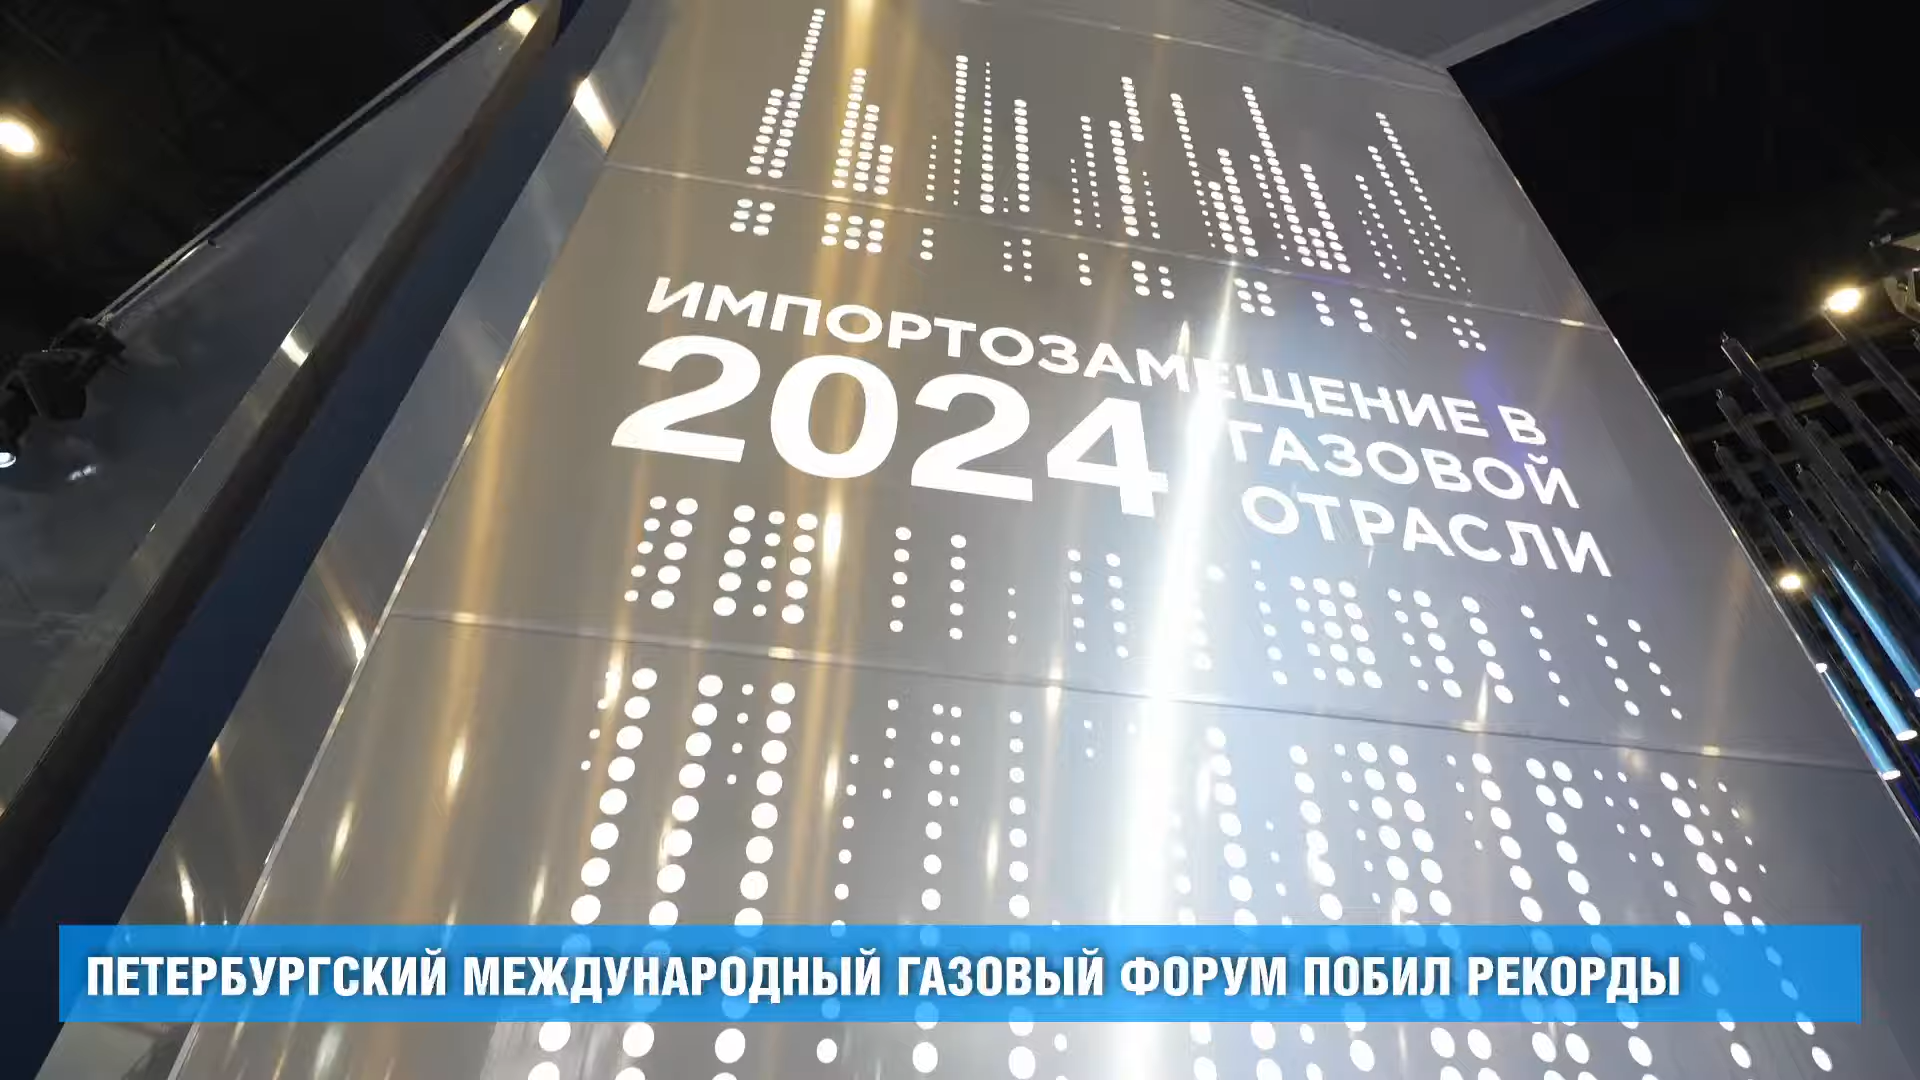 ИМПОРТОЗАМЕЩЕНИЕ В
2024 ГАЗОВОЙ
ОТРАСЛИ
ПЕТЕРБУРГСКИЙ МЕЖДУНАРОДНЫЙ ГАЗОВЫЙ ФОРУМ ПОБИЛ РЕКОРДЫ